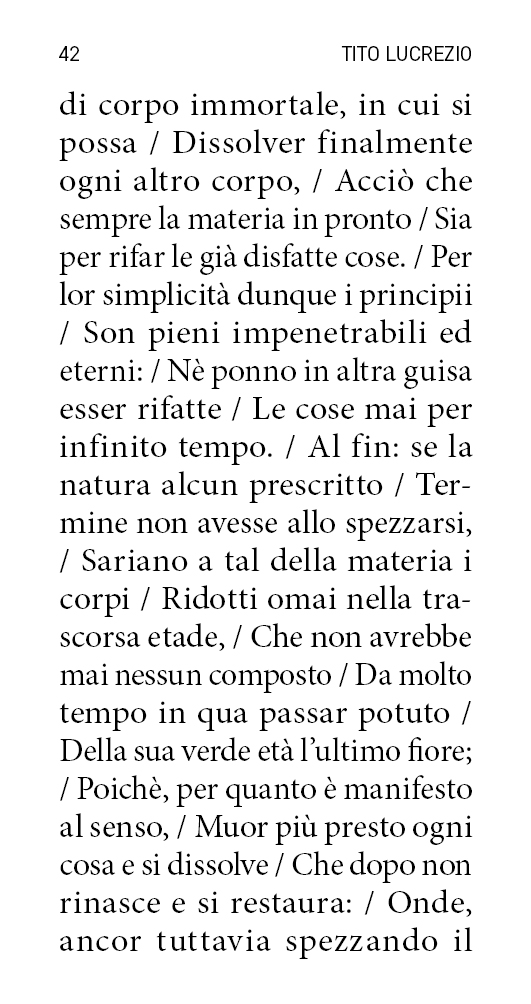 42 TITO LUCREZIO
di corpo immortale, in cui si
possa / Dissolver finalmente
ogni altro corpo, / Acciò che
sempre la materia in pronto / Sia
per rifar le già disfatte cose. / Per
lor simplicità dunque i principii
/ Son pieni impenetrabili ed
eterni: / Nè ponno in altra guisa
esser rifatte / Le cose mai per
infinito tempo. / Al fin: se la
natura alcun prescritto / Ter-
mine non avesse allo spezzarsi,
/ Sariano a tal della materia i
corpi / Ridotti omai nella tra-
scorsa etade, / Che non avrebbe
mai nessun composto / Da molto
tempo in qua passar potuto /
Della sua verde età l’ultimo fiore;
/ Poichè, per quanto è manifesto
al senso, / Muor più presto ogni
cosa e si dissolve / Che dopo non
rinasce e si restaura: / Onde,
ancor tuttavia spezzando il